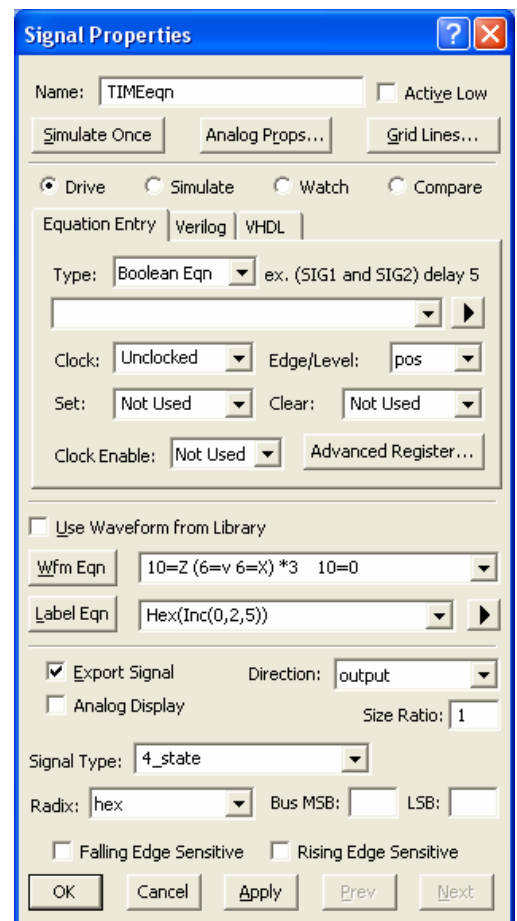 Signal Properties
Name: TIMEeqn Active Low
Simulate Once Analog Props... Grid Lines...
Drive Simulate Watch Compare
Equation Entry Verilog VHDL
Type: Boolean Eqn ex. (SIG1 and SIG2) delay 5
Clock: Unclocked Edge/Level: pos
Set: Not Used Clear: Not Used
Clock Enable: Not Used Advanced Register...
Use Waveform from Library
Wfm Eqn 10=Z (6=v 6=X) *3 10=0
Label Eqn Hex(Inc(0,2,5))
Export Signal Direction: output
Analog Display Size Ratio: 1
Signal Type: 4_state
Radix: hex Bus MSB: LSB:
Falling Edge Sensitive Rising Edge Sensitive
OK Cancel Apply Prev Next